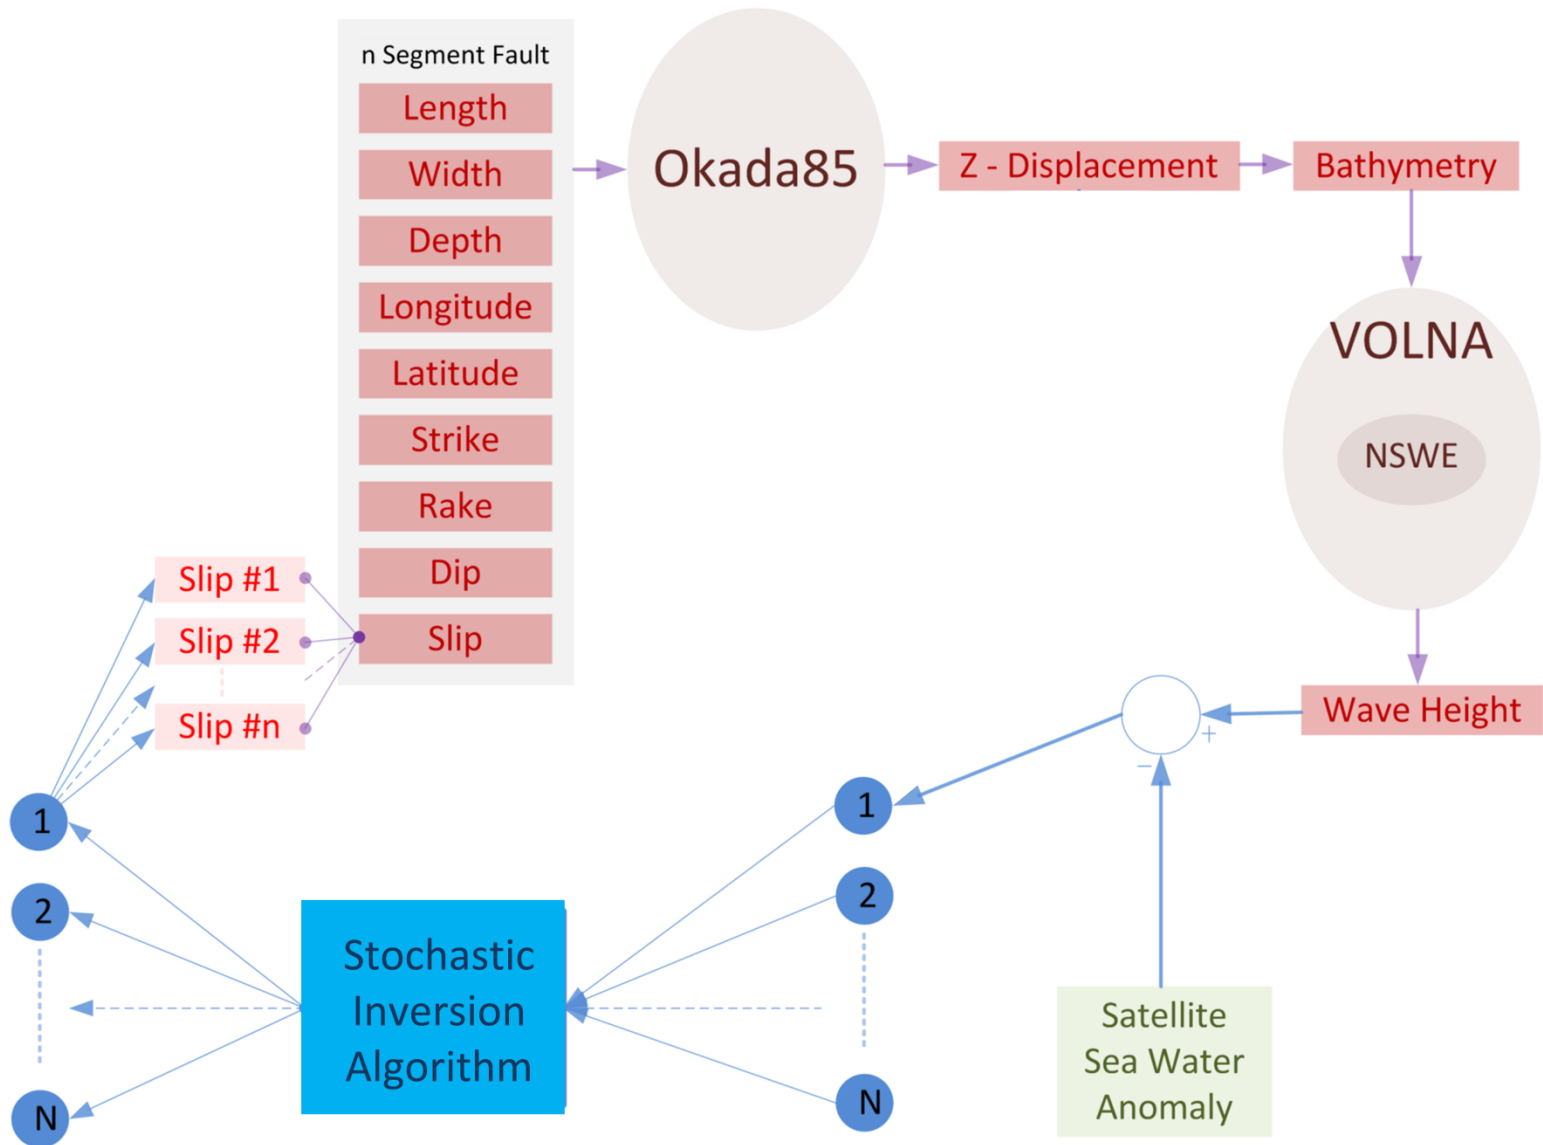 n Segment Fault
Length
Width
Depth
Longitude
Latitude
Strike
Rake
Dip
Slip
Okada85
Z - Displacement
Bathymetry
VOLNA
NSWE
Wave Height
+
−
Slip #1
Slip #2
Slip #n
1
2
N
Stochastic
Inversion
Algorithm
1
2
N
Satellite
Sea Water
Anomaly